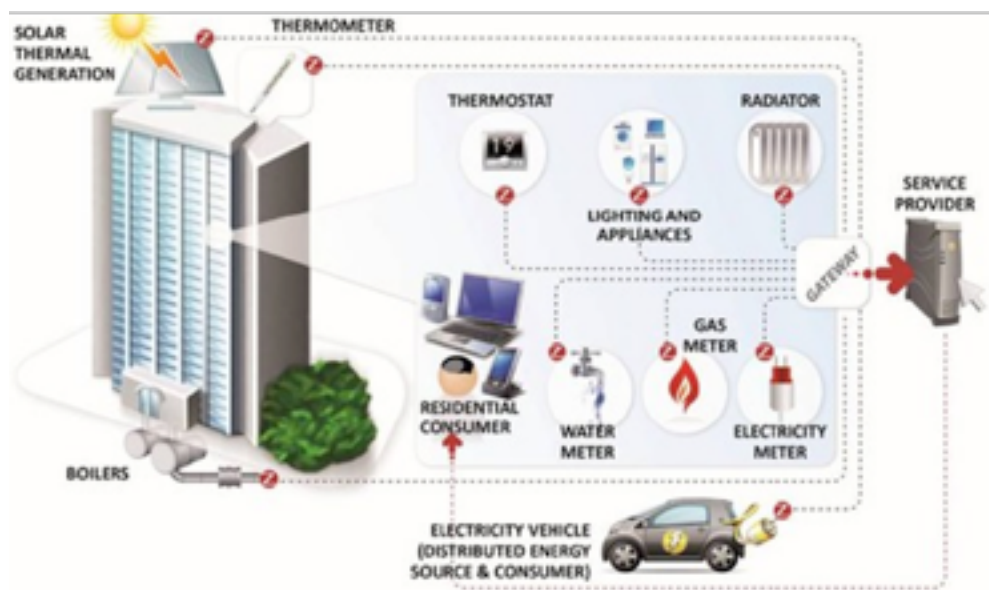 SOLAR
THERMAL
GENERATION
THERMOMETER
THERMOSTAT
19
RADIATOR
LIGHTING AND
APPLIANCES
SERVICE
PROVIDER
GATEWAY
RESIDENTIAL
CONSUMER
WATER
METER
GAS
METER
ELECTRICITY
METER
BOILERS
ELECTRICITY VEHICLE
(DISTRIBUTED ENERGY
SOURCE & CONSUMER)